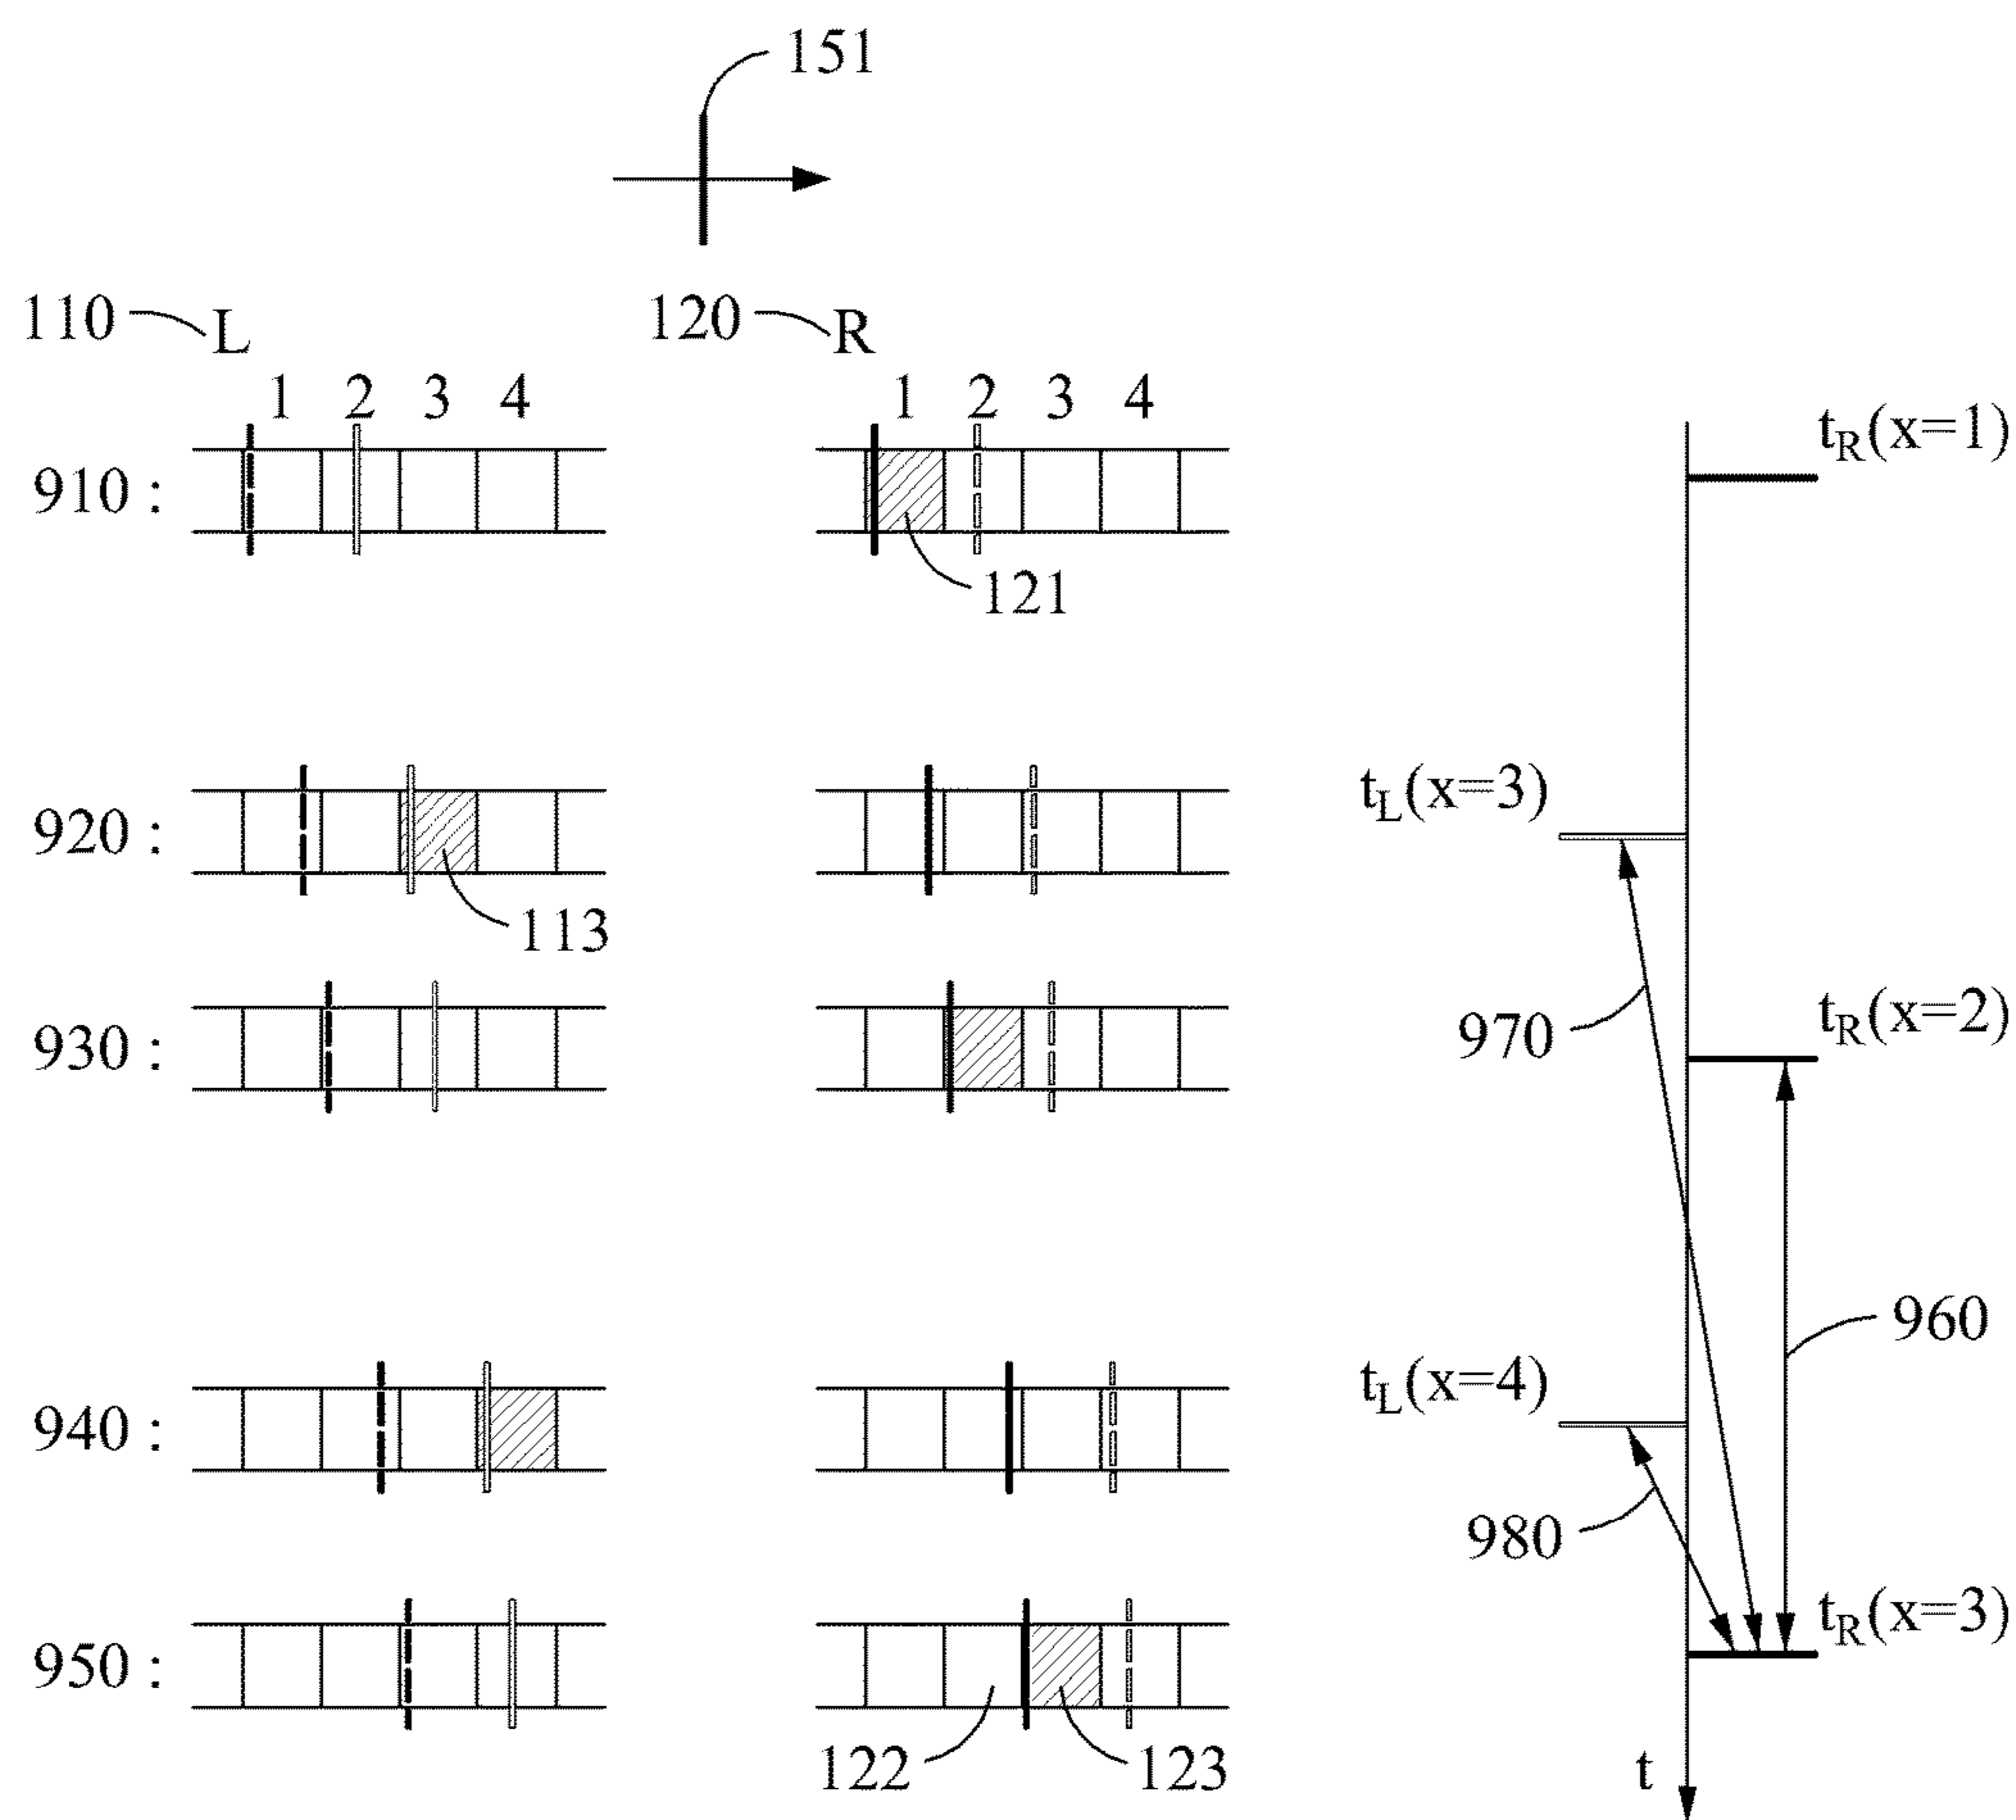 151
110 L
120 R
1 2 3 4
1 2 3 4
910 :
121
tR(x=1)
920 :
113
tL(x=3)
930 :
970
tR(x=2)
960
940 :
tL(x=4)
980
950 :
122
123
tR(x=3)
t